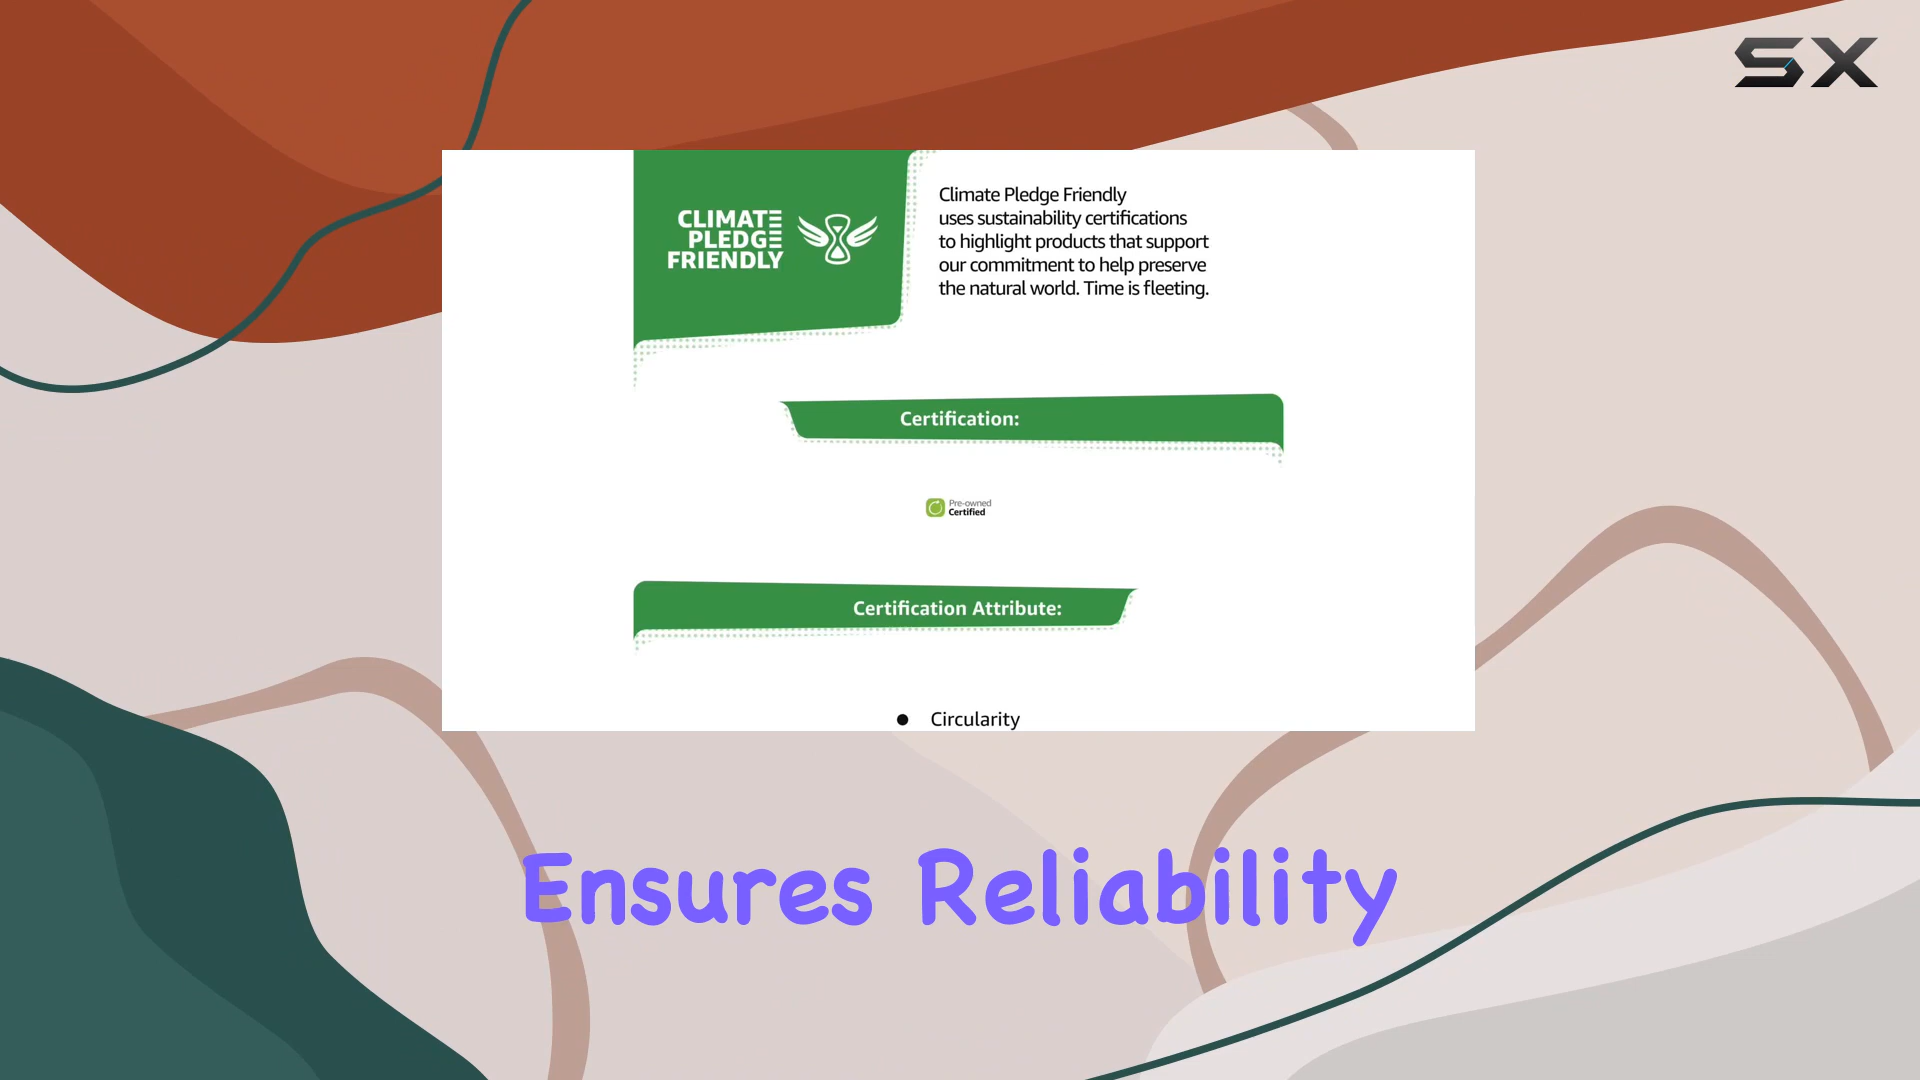 SX
CLIMATE
PLEDGE
FRIENDLY
Climate Pledge Friendly
uses sustainability certifications
to highlight products that support
our commitment to help preserve
the natural world. Time is fleeting.
Certification:
Pre-owned
Certified
Certification Attribute:
● Circularity
Ensures Reliability